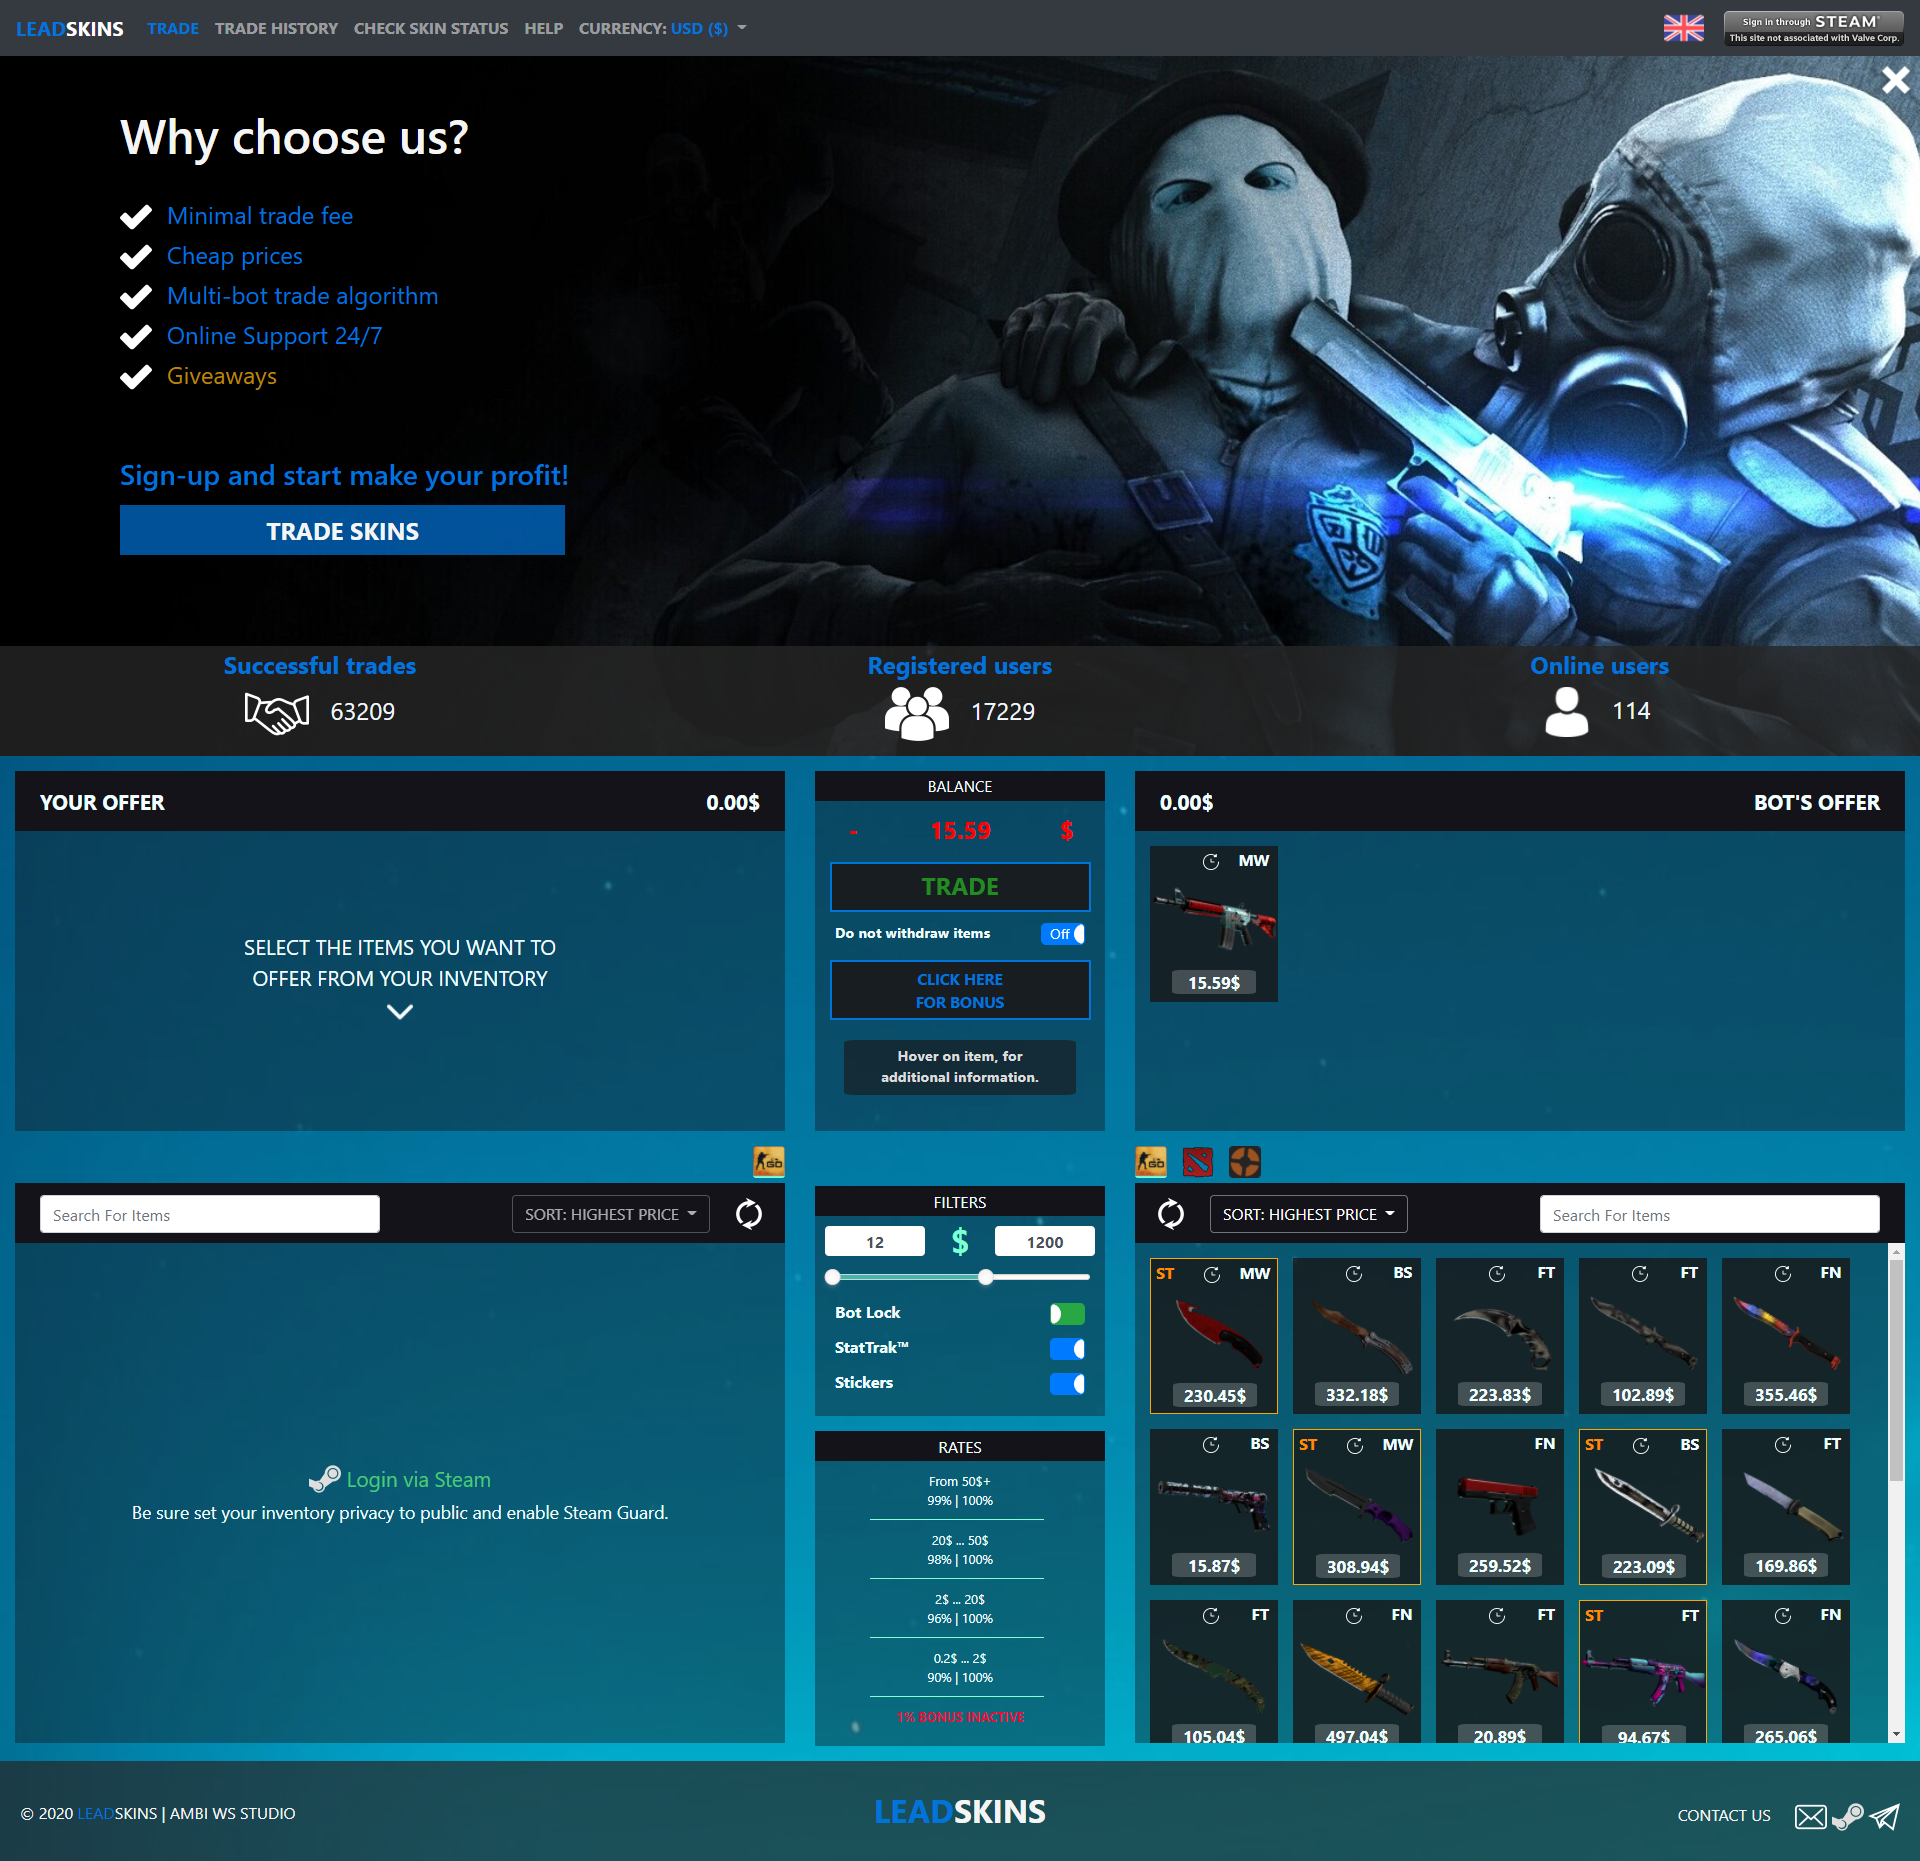 LEADSKINS TRADE TRADE HISTORY CHECK SKIN STATUS HELP CURRENCY: USD ($)
Sign in through STEAM
This site not associated with Valve Corp.
Why choose us?
Minimal trade fee
Cheap prices
Multi-bot trade algorithm
Online Support 24/7
Giveaways
Sign-up and start make your profit!
TRADE SKINS
Successful trades
63209
Registered users
17229
Online users
114
YOUR OFFER 0.00$
SELECT THE ITEMS YOU WANT TO
OFFER FROM YOUR INVENTORY
BALANCE
- 15.59 $
TRADE
Do not withdraw items Off
CLICK HERE
FOR BONUS
Hover on item, for
additional information.
0.00$ BOT'S OFFER
MW
15.59$
Search For Items SORT: HIGHEST PRICE
Login via Steam
Be sure set your inventory privacy to public and enable Steam Guard.
FILTERS
12 $ 1200
Bot Lock
StatTrak™
Stickers
RATES
From 50$+
99% | 100%
20$ ... 50$
98% | 100%
2$ ... 20$
96% | 100%
0.2$ ... 2$
90% | 100%
1% BONUS INACTIVE
SORT: HIGHEST PRICE Search For Items
ST MW BS FT FT FN
230.45$ 332.18$ 223.83$ 102.89$ 355.46$
BS ST MW FN ST BS FT
15.87$ 308.94$ 259.52$ 223.09$ 169.86$
FT FN FT ST FT FN
105.04$ 497.04$ 20.89$ 94.67$ 265.06$
© 2020 LEADSKINS | AMBI WS STUDIO
LEADSKINS
CONTACT US